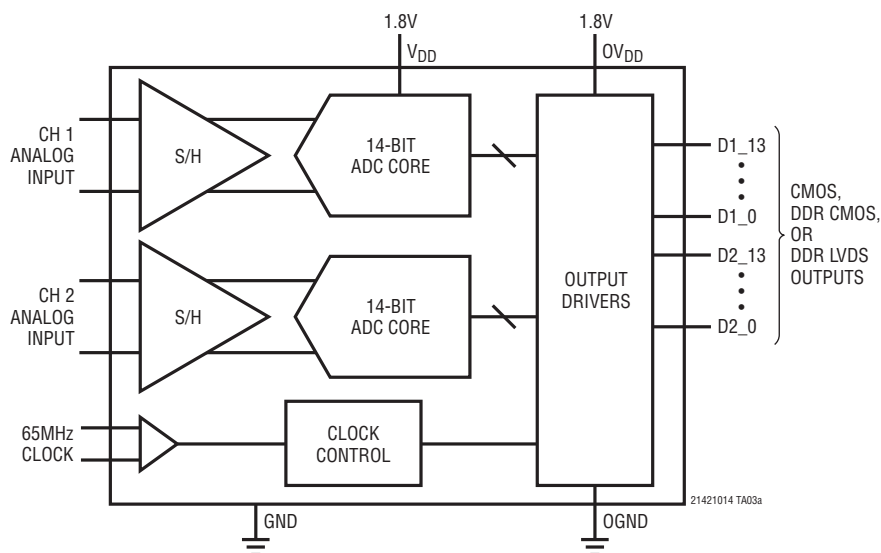 1.8V
1.8V
VDD
OVDD
CH 1
ANALOG
INPUT
S/H
14-BIT
ADC CORE
D1_13
D1_0
CH 2
ANALOG
INPUT
S/H
14-BIT
ADC CORE
OUTPUT
DRIVERS
D2_13
D2_0
CMOS,
DDR CMOS,
OR
DDR LVDS
OUTPUTS
65MHz
CLOCK
CLOCK
CONTROL
21421014 TA03a
GND
OGND